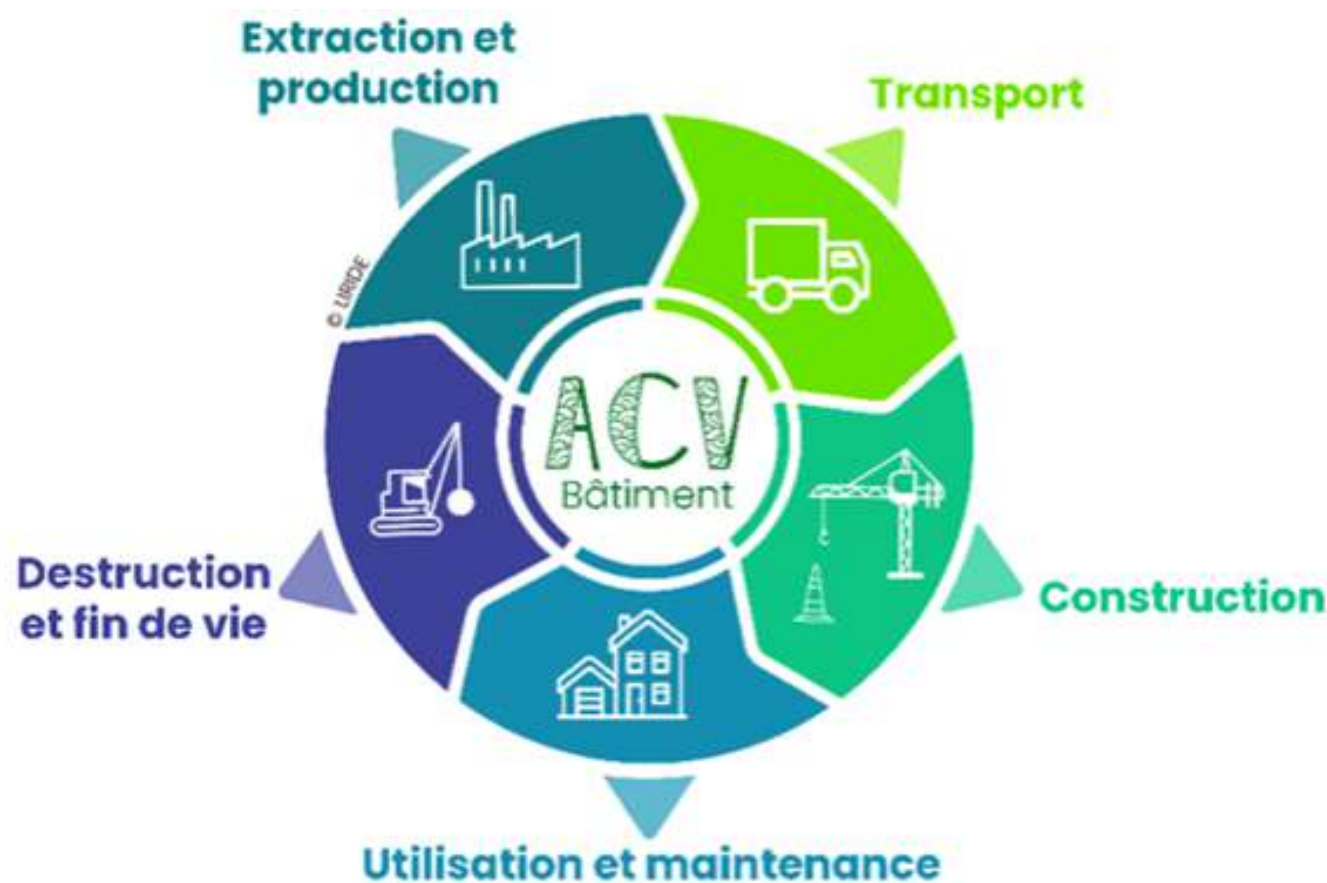 Extraction et
production
Transport
© LIRIDE
ACV
Bâtiment
Destruction
et fin de vie
Construction
Utilisation et maintenance